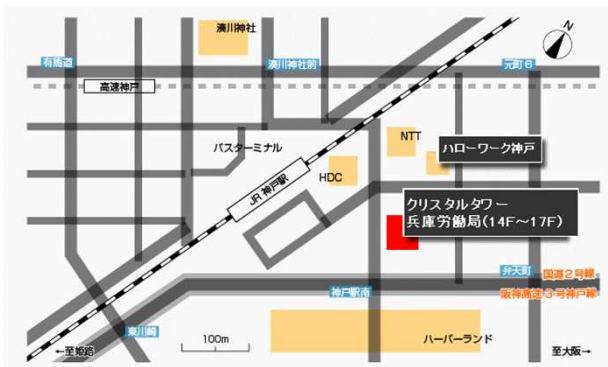 N
湊川神社
有馬道
湊川神社前
元町6
高速神戸
NTT
バスターミナル
ハローワーク神戸
HDC
JR 神戸駅
クリスタルタワー
兵庫労働局(14F～17F)
弁天町
国道2号線
神戸駅南
阪神高速3号神戸線
東川崎
100m
ハーバーランド
←至姫路
至大阪→